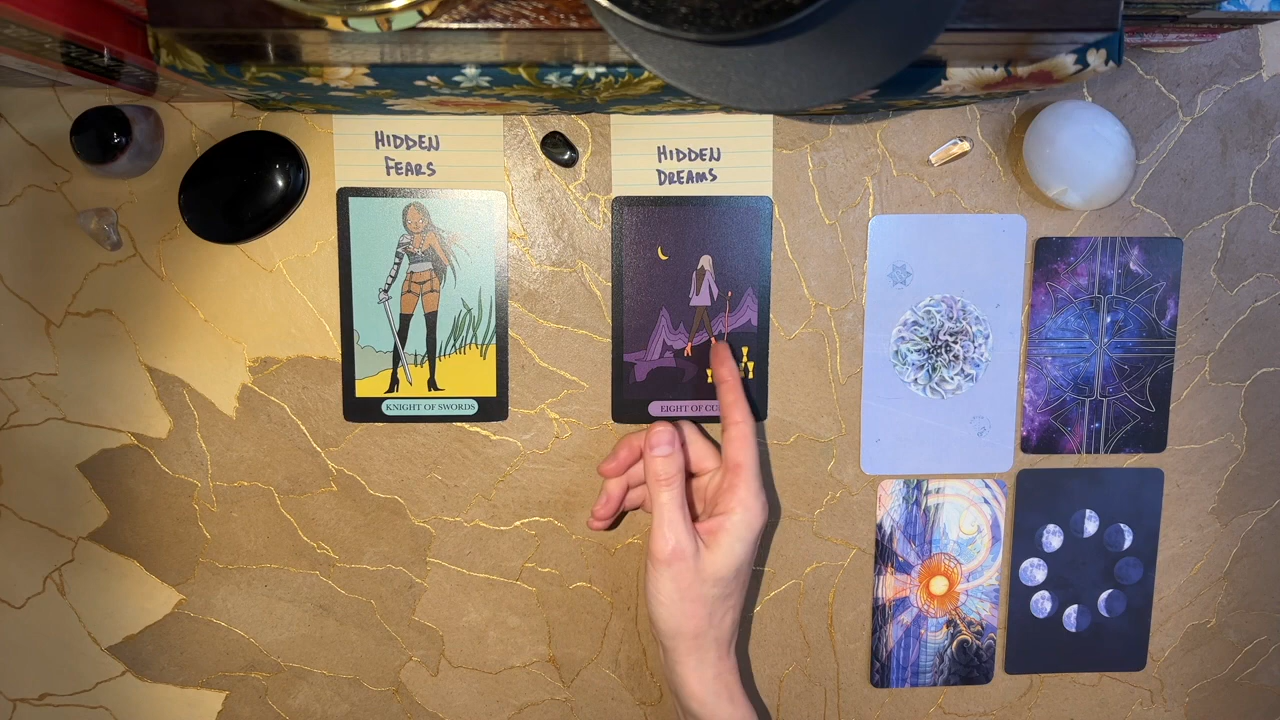 HIDDEN
FEARS
HIDDEN
DREAMS
KNIGHT OF SWORDS
EIGHT OF